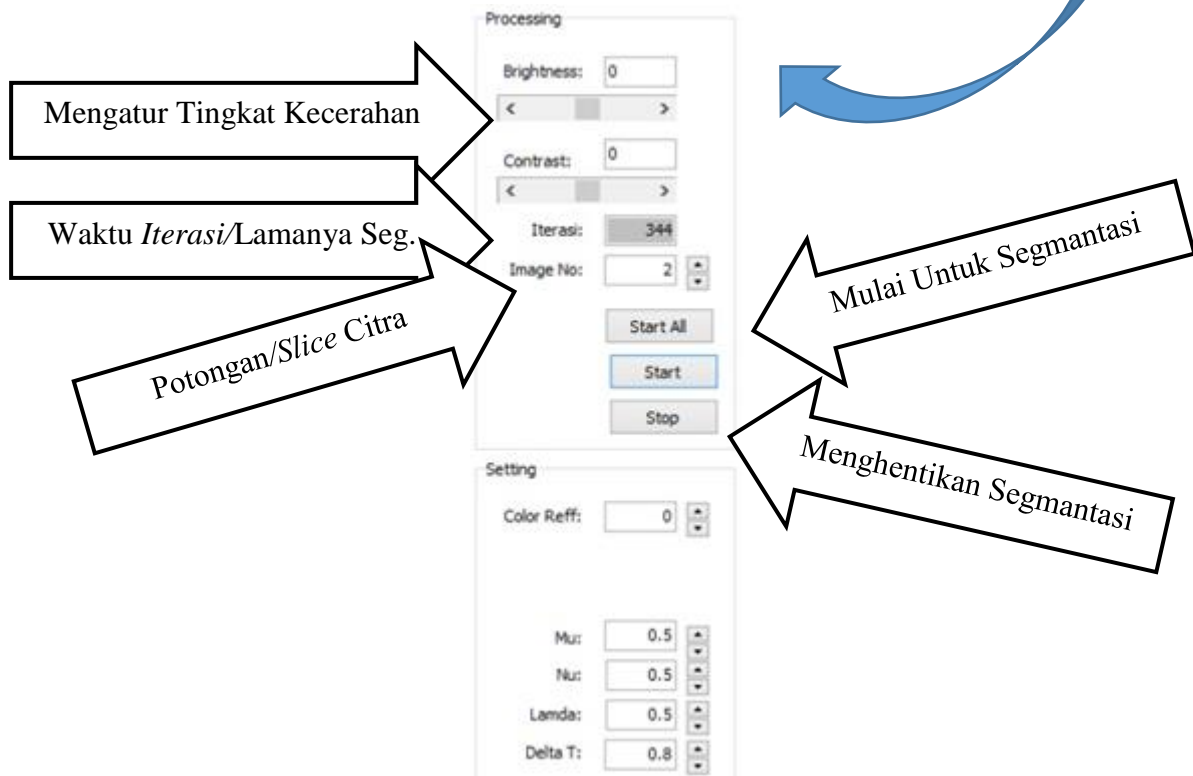 Processing
Brightness: 0
Mengatur Tingkat Kecerahan
< >
Contrast: 0
< >
Waktu Iterasi/Lamanya Seg.
Iterasi: 344
Image No: 2
Potongan/Slice Citra
Mulai Untuk Segmantasi
Start All
Start
Stop
Menghentikan Segmantasi
Setting
Color Reff: 0
Mu: 0.5
Nu: 0.5
Lamda: 0.5
Delta T: 0.8